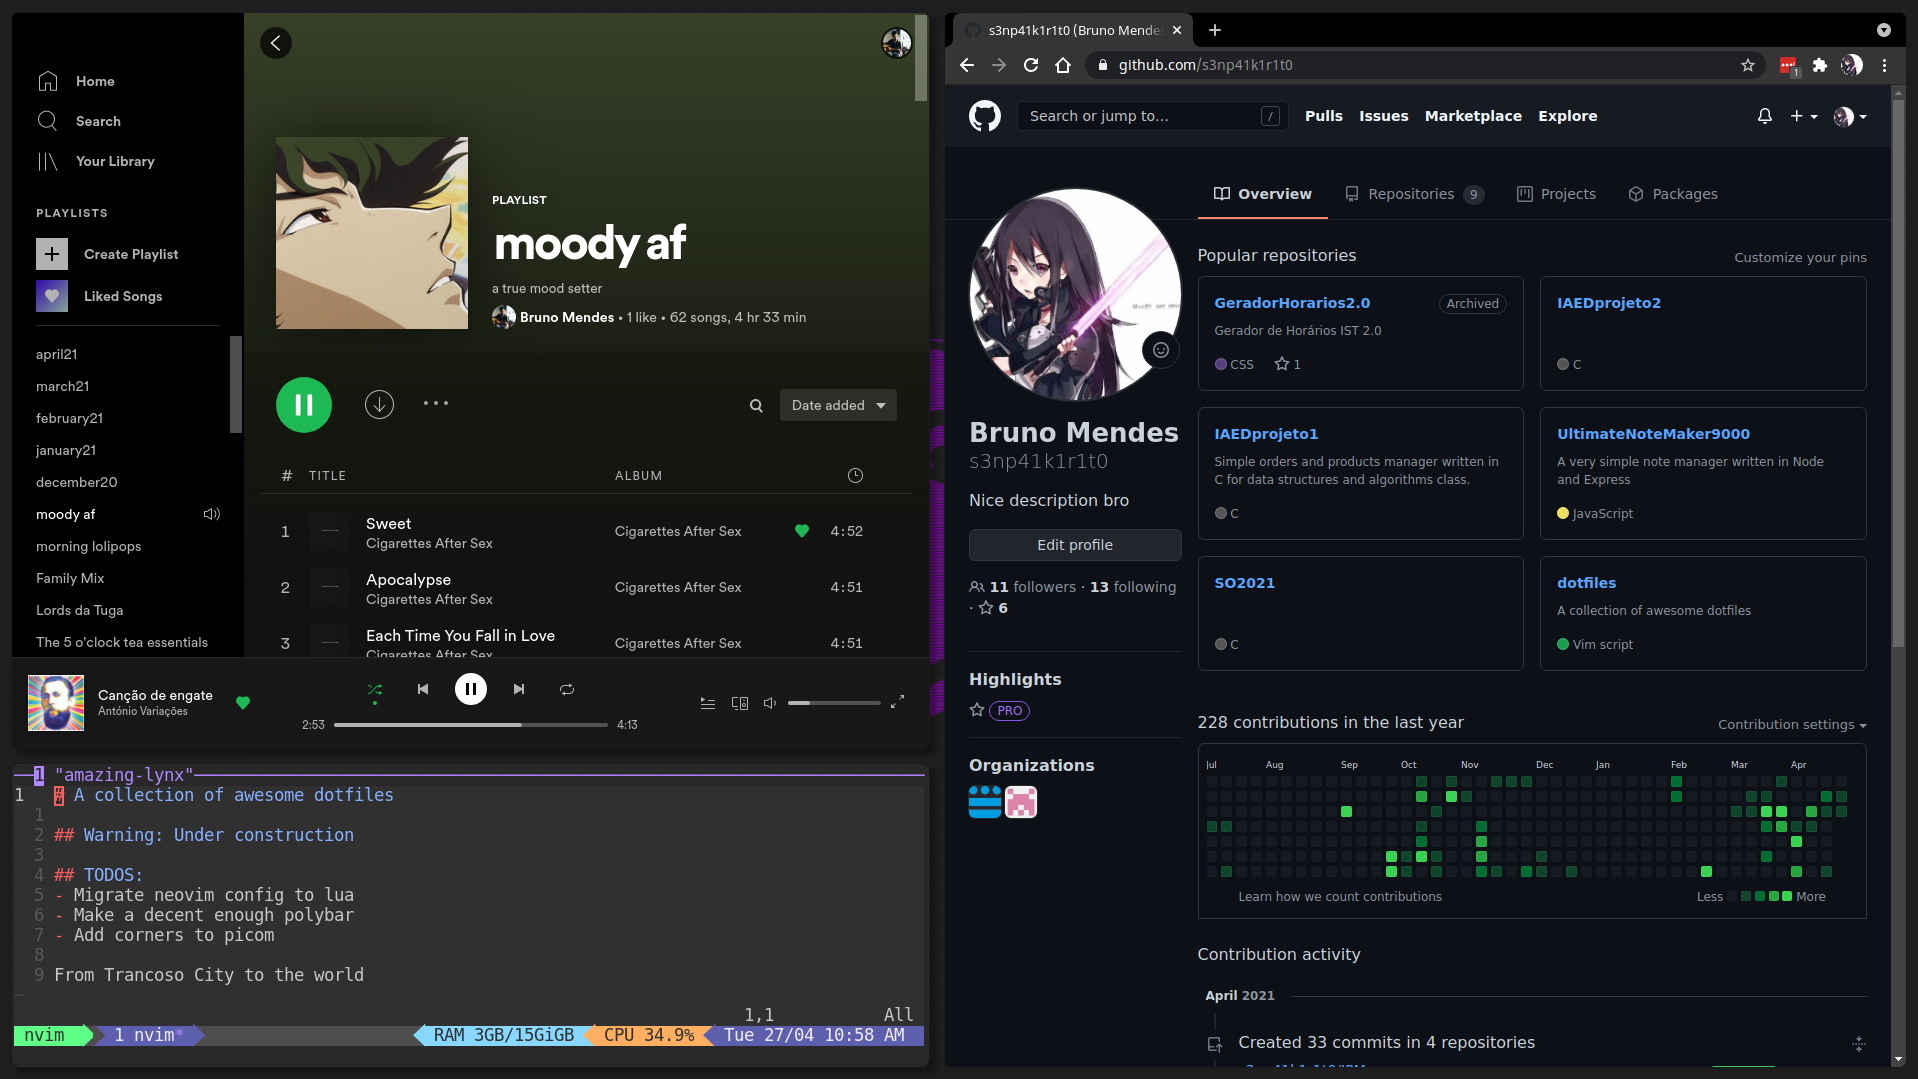 Home
Search
Your Library
PLAYLISTS
Create Playlist
Liked Songs
april21
march21
february21
january21
december20
moody af
morning lolipops
Family Mix
Lords da Tuga
The 5 o'clock tea essentials
PLAYLIST
moody af
a true mood setter
Bruno Mendes • 1 like • 62 songs, 4 hr 33 min
Date added
# TITLE ALBUM
1 Sweet Cigarettes After Sex 4:52
Cigarettes After Sex
2 Apocalypse Cigarettes After Sex 4:51
Cigarettes After Sex
3 Each Time You Fall in Love Cigarettes After Sex 4:51
Cigarettes After Sex
Canção de engate
António Variações
2:53 4:13
1 "amazing-lynx"
1 # A collection of awesome dotfiles
1
2 ## Warning: Under construction
3
4 ## TODOS:
5 - Migrate neovim config to lua
6 - Make a decent enough polybar
7 - Add corners to picom
8
9 From Trancoso City to the world
~
1,1 All
nvim 1 nvim* RAM 3GB/15GiGB CPU 34.9% Tue 27/04 10:58 AM
s3np41k1r1t0 (Bruno Mendes
github.com/s3np41k1r1t0
1
Search or jump to… / Pulls Issues Marketplace Explore
Overview Repositories 9 Projects Packages
Bruno Mendes
s3np41k1r1t0
Nice description bro
Edit profile
11 followers · 13 following
· 6
Highlights
PRO
Organizations
Popular repositories Customize your pins
GeradorHorarios2.0 Archived
Gerador de Horários IST 2.0
CSS 1
IAEDprojeto2
C
IAEDprojeto1
Simple orders and products manager written in
C for data structures and algorithms class.
C
UltimateNoteMaker9000
A very simple note manager written in Node
and Express
JavaScript
SO2021
C
dotfiles
A collection of awesome dotfiles
Vim script
228 contributions in the last year Contribution settings
Jul Aug Sep Oct Nov Dec Jan Feb Mar Apr
Learn how we count contributions Less More
Contribution activity
April 2021
Created 33 commits in 4 repositories